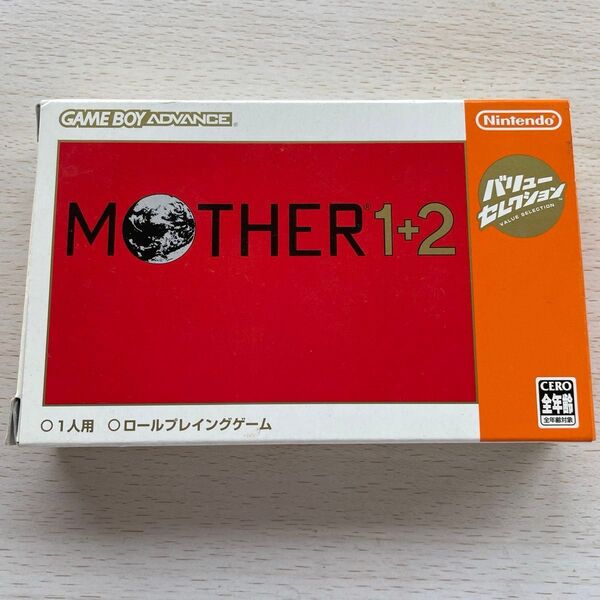 GAME BOY ADVANCE
Nintendo®
バリュー
セレクション™
VALUE SELECTION
MOTHER® 1+2
CERO
全年齢
全年齢対象
○1人用 ○ロールプレイングゲーム